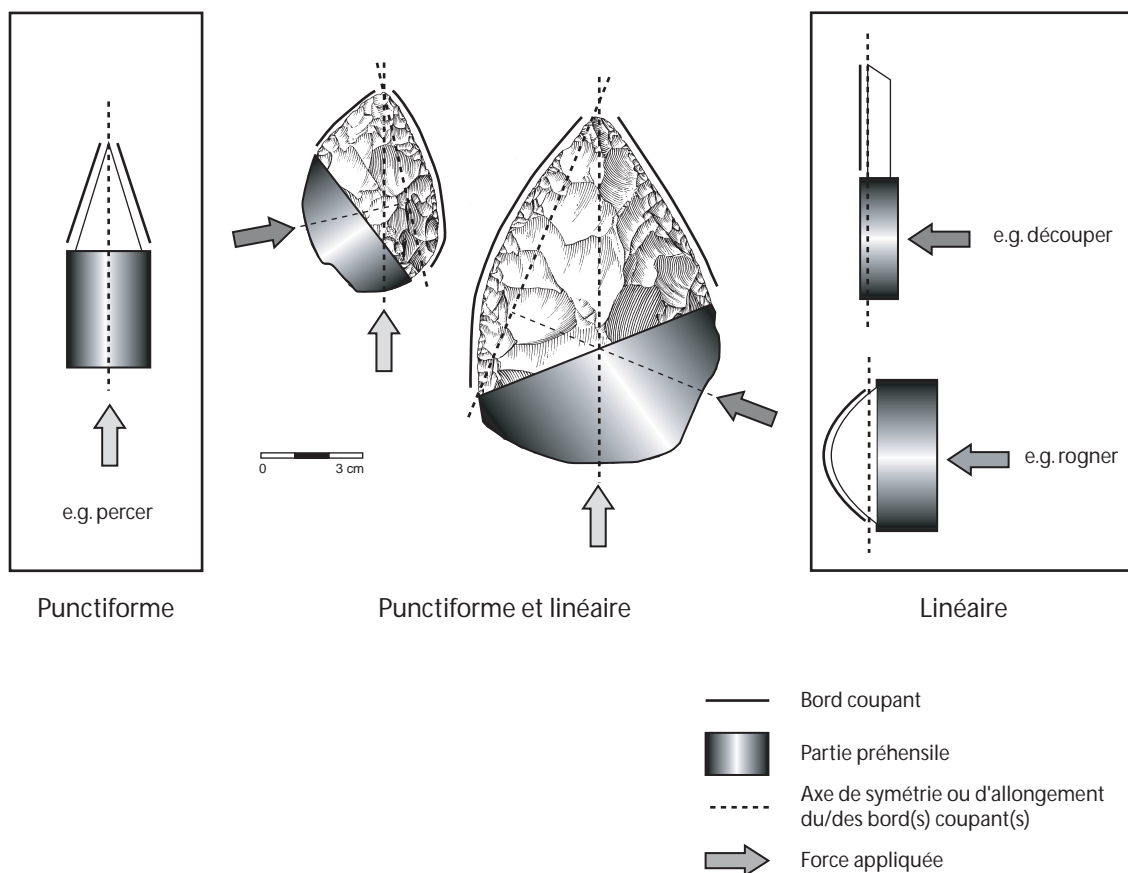 e.g. percer
0 3 cm
e.g. découper
e.g. rogner
Punctiforme
Punctiforme et linéaire
Linéaire
Bord coupant
Partie préhensile
Axe de symétrie ou d'allongement
du/des bord(s) coupant(s)
Force appliquée